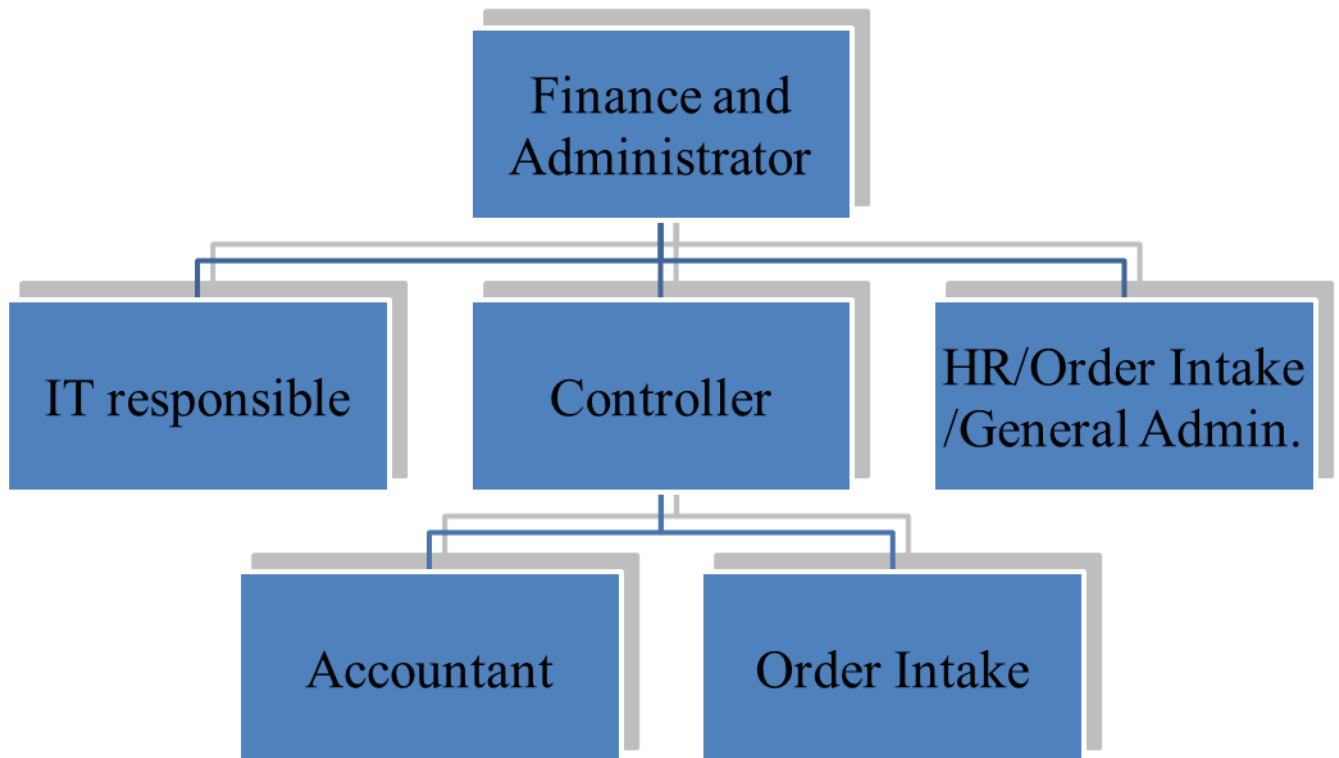 Finance and
Administrator
IT responsible
Controller
HR/Order Intake
/General Admin.
Accountant
Order Intake